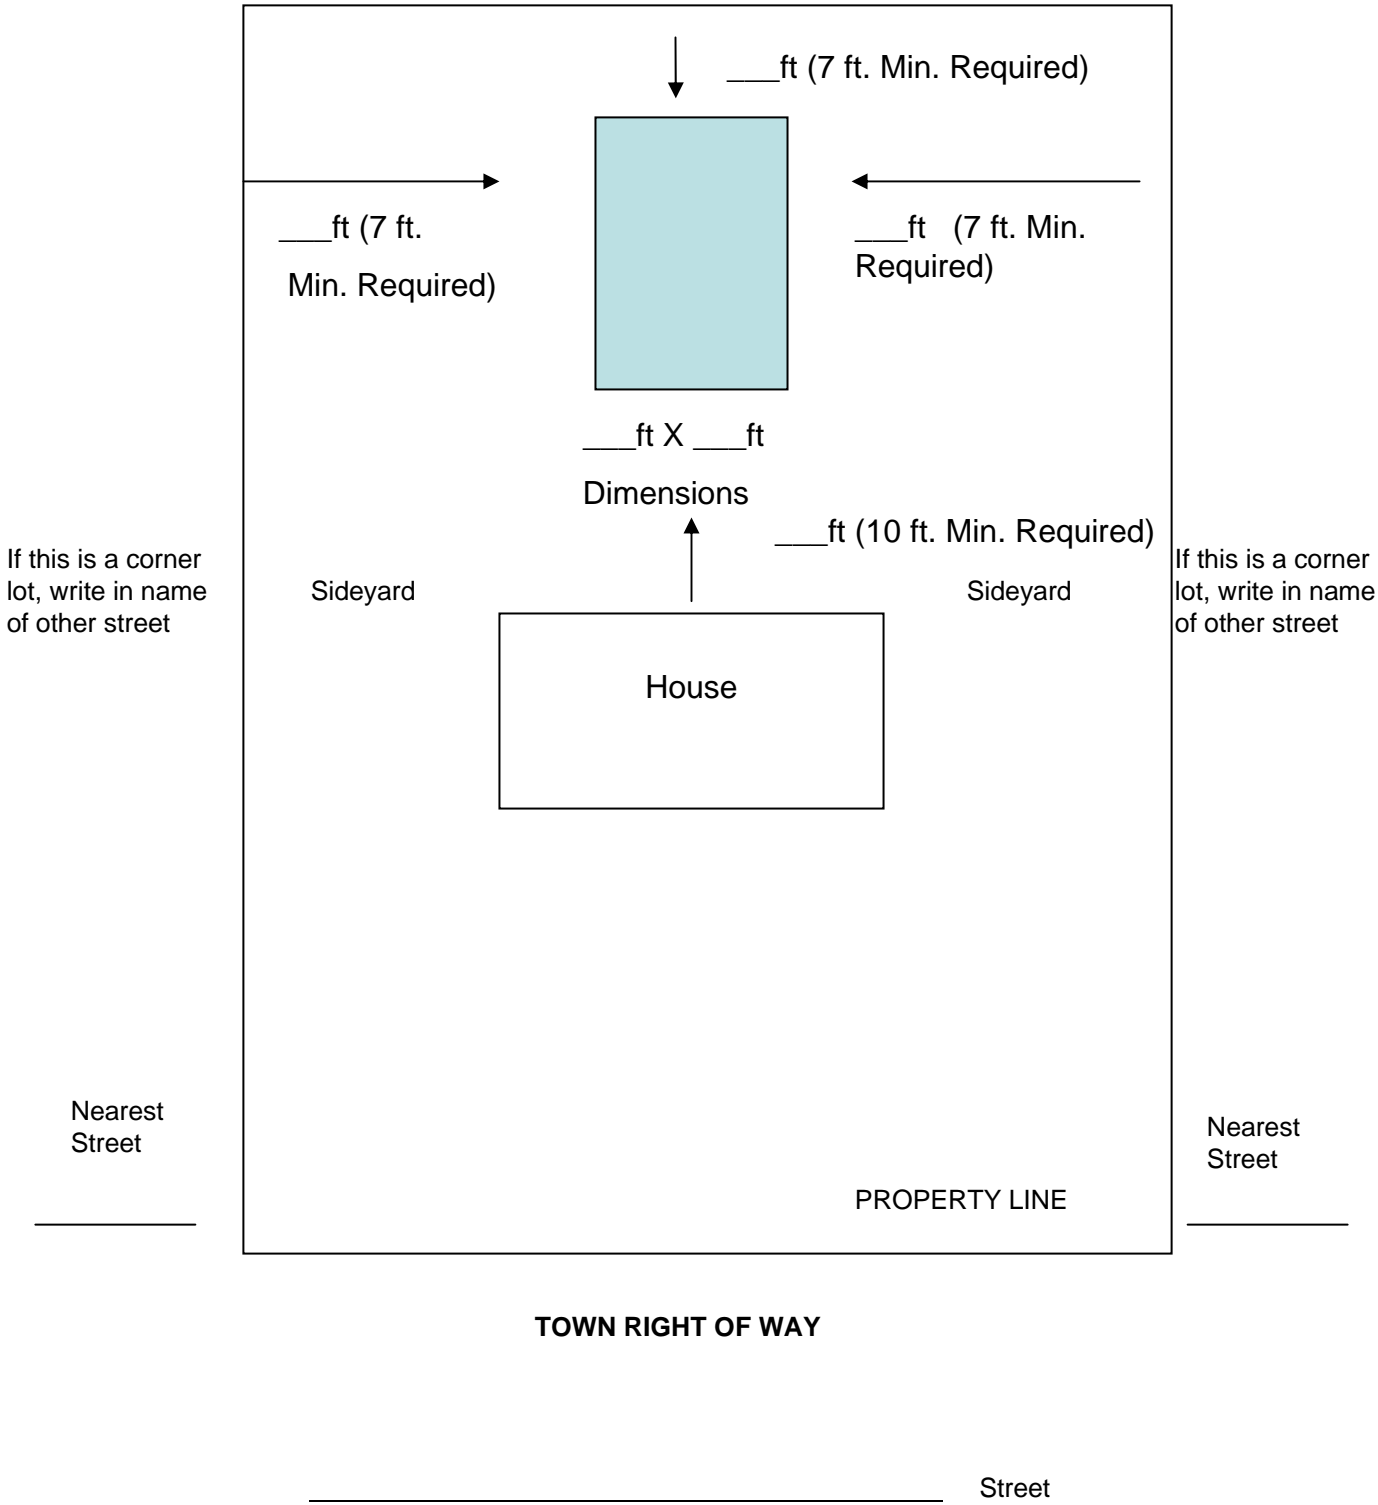 ___ft (7 ft. Min. Required)
___ft (7 ft.
Min. Required)
___ft (7 ft. Min.
Required)
___ft X ___ft
Dimensions
___ft (10 ft. Min. Required)
If this is a corner
lot, write in name
of other street
Sideyard
Sideyard
If this is a corner
lot, write in name
of other street
House
Nearest
Street
Nearest
Street
PROPERTY LINE
TOWN RIGHT OF WAY
Street